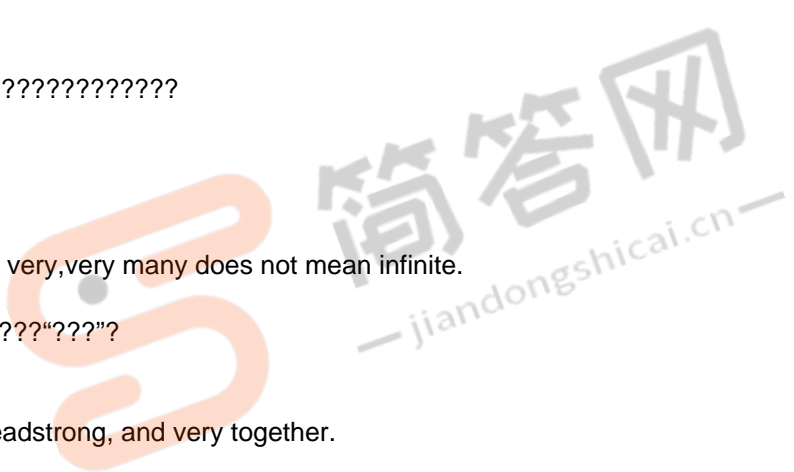 ????????????
简答网
very,very many does not mean infinite.
—jiandongshicai.cn—
???“???”?
eadstrong, and very together.